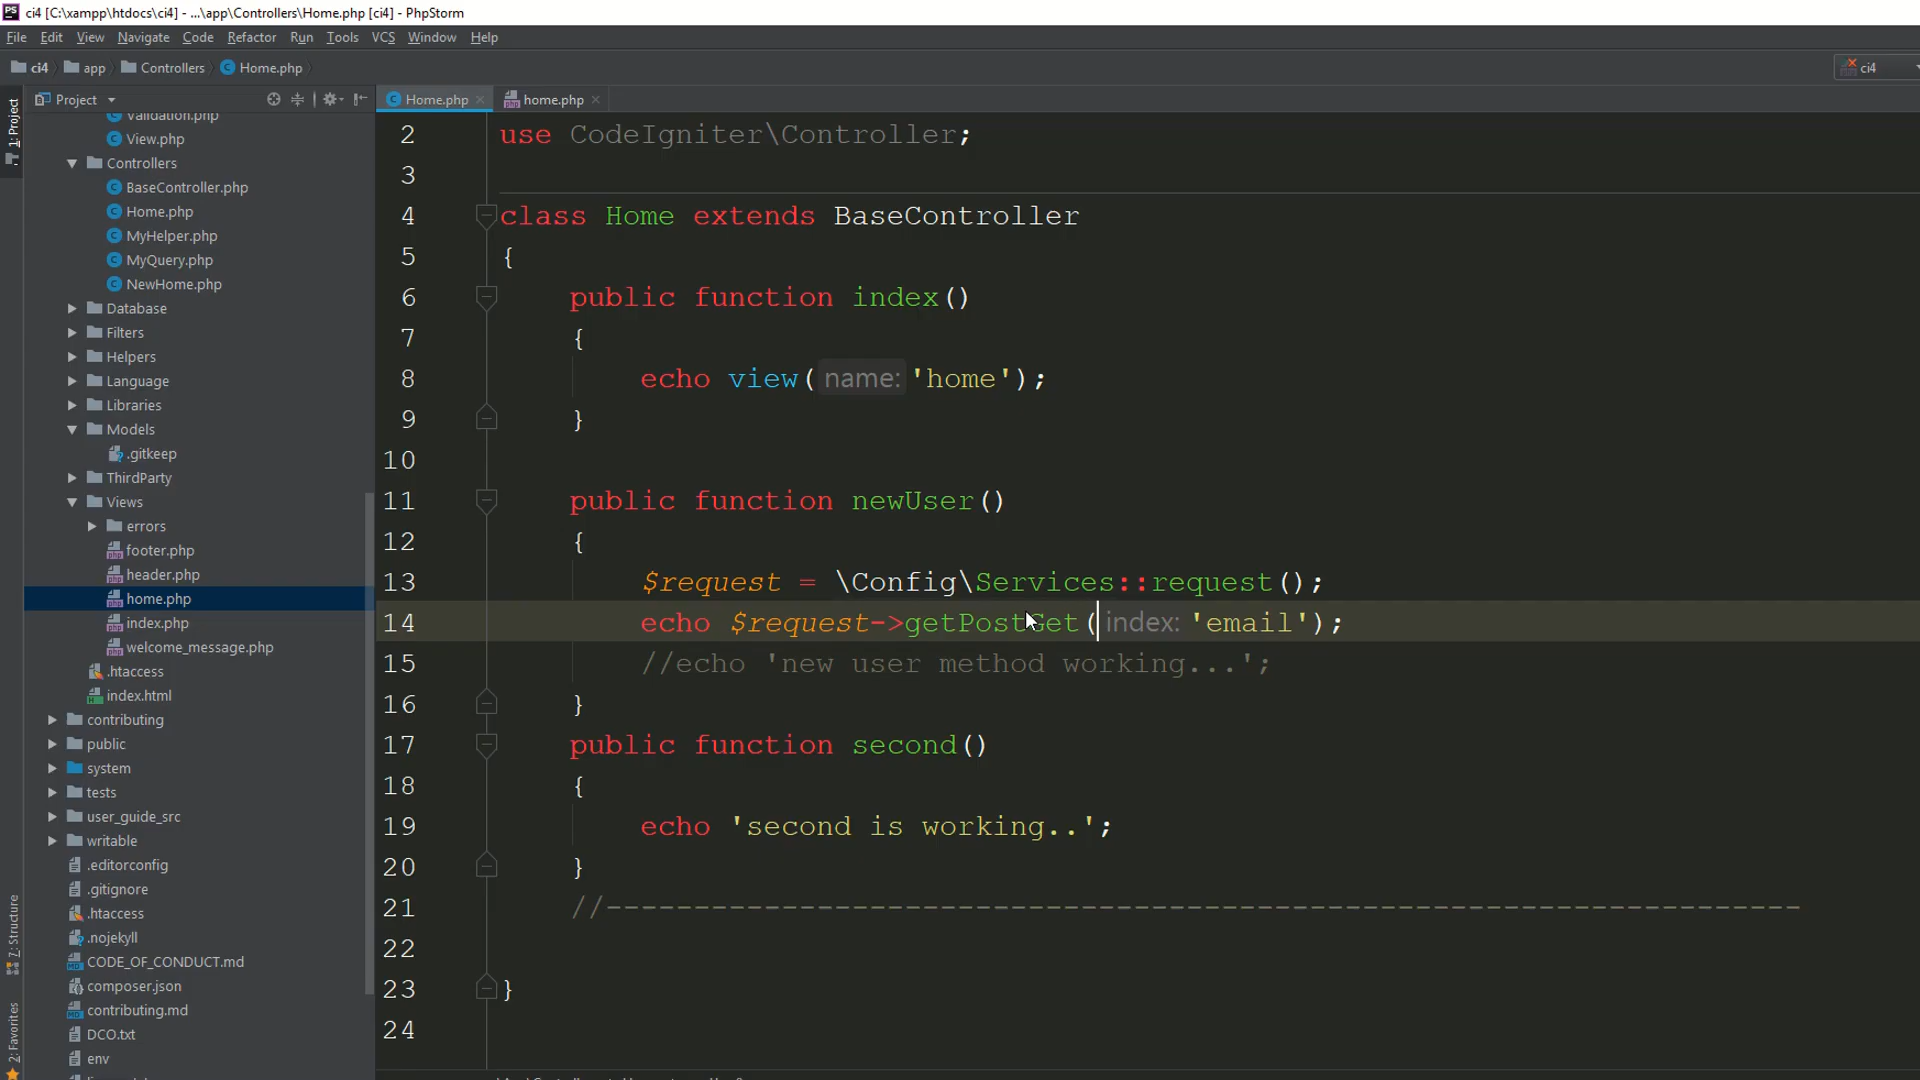 ci4 [C:\xampp\htdocs\ci4] - ...\app\Controllers\Home.php [ci4] - PhpStorm
File Edit View Navigate Code Refactor Run Tools VCS Window Help
ci4 app Controllers Home.php ci4
Project Home.php home.php
1: Project
7: Structure
2: Favorites
Validation.php
View.php
Controllers
BaseController.php
Home.php
MyHelper.php
MyQuery.php
NewHome.php
Database
Filters
Helpers
Language
Libraries
Models
.gitkeep
ThirdParty
Views
errors
footer.php
header.php
home.php
index.php
welcome_message.php
.htaccess
index.html
contributing
public
system
tests
user_guide_src
writable
.editorconfig
.gitignore
.htaccess
.nojekyll
CODE_OF_CONDUCT.md
composer.json
contributing.md
DCO.txt
env
2 use CodeIgniter\Controller;
3
4 class Home extends BaseController
5 {
6 public function index()
7 {
8 echo view( name: 'home');
9 }
10
11 public function newUser()
12 {
13 $request = \Config\Services::request();
14 echo $request->getPostGet( index: 'email');
15 //echo 'new user method working...';
16 }
17 public function second()
18 {
19 echo 'second is working..';
20 }
21 //--------------------------------------------------------------------
22
23 }
24